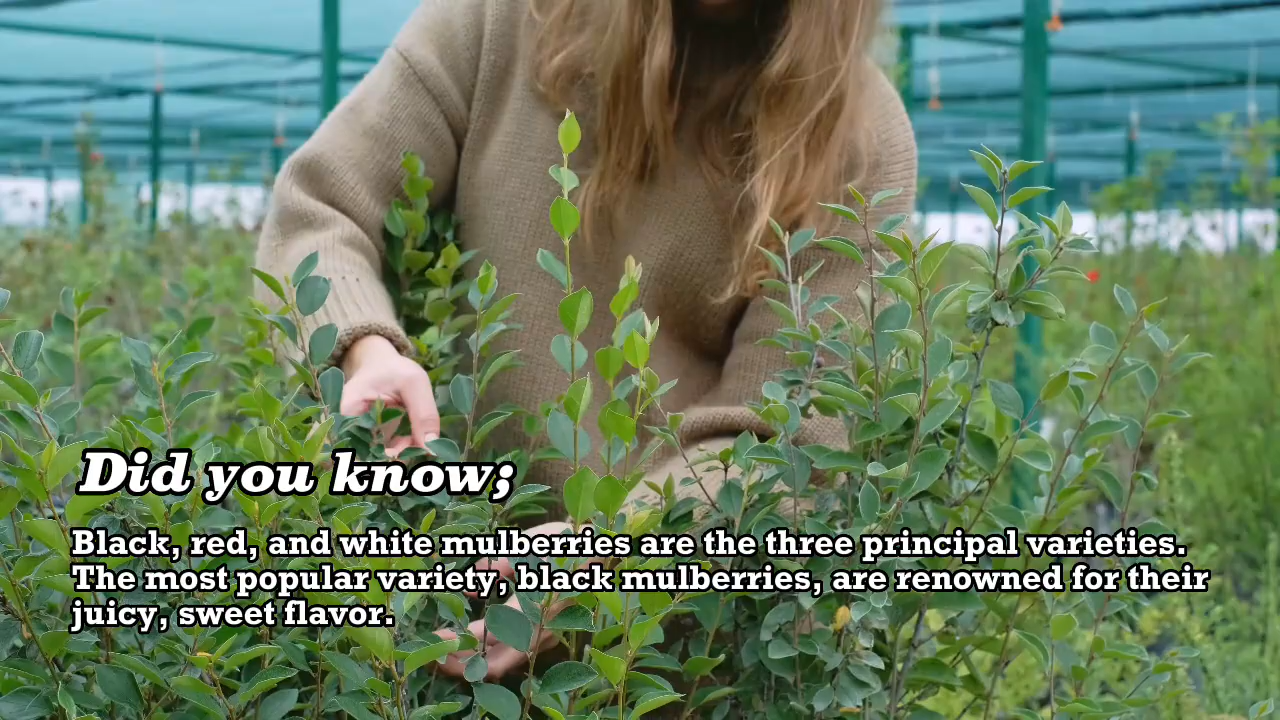 Did you know;
Black, red, and white mulberries are the three principal varieties.
The most popular variety, black mulberries, are renowned for their
juicy, sweet flavor.